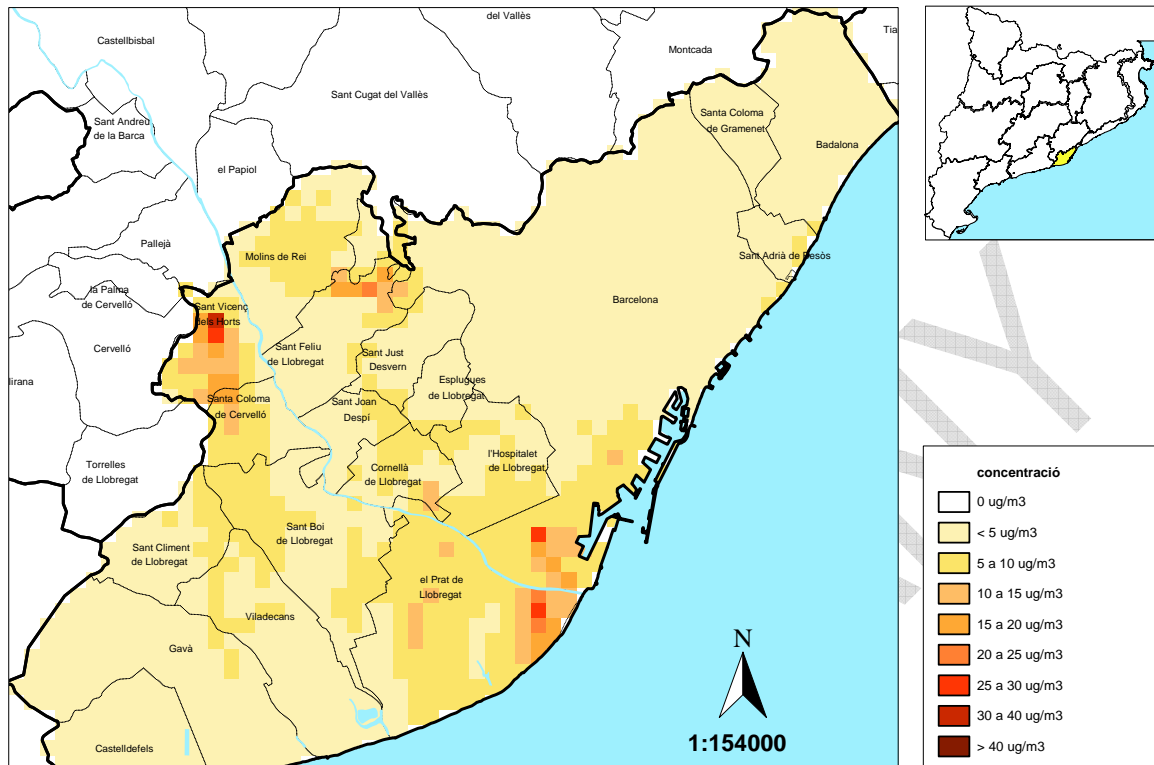 del Vallès
Tia
Castellbisbal
Montcada
Sant Cugat del Vallès
Sant Andreu
de la Barca
Santa Coloma
de Gramenet
Badalona
el Papiol
Pallejà
Molins de Rei
Sant Adrià de Besòs
la Palma
de Cervelló
Sant Vicenç
dels Horts
Barcelona
Cervelló
Sant Feliu
de Llobregat
Sant Just
Desvern
lirana
Esplugues
de Llobregat
Santa Coloma
de Cervelló
Sant Joan
Despí
l'Hospitalet
de Llobregat
Torrelles
de Llobregat
Cornellà
de Llobregat
Sant Boi
de Llobregat
Sant Climent
de Llobregat
el Prat de
Llobregat
Viladecans
Gavà
Castelldefels
N
1:154000
concentració
0 ug/m3
< 5 ug/m3
5 a 10 ug/m3
10 a 15 ug/m3
15 a 20 ug/m3
20 a 25 ug/m3
25 a 30 ug/m3
30 a 40 ug/m3
> 40 ug/m3